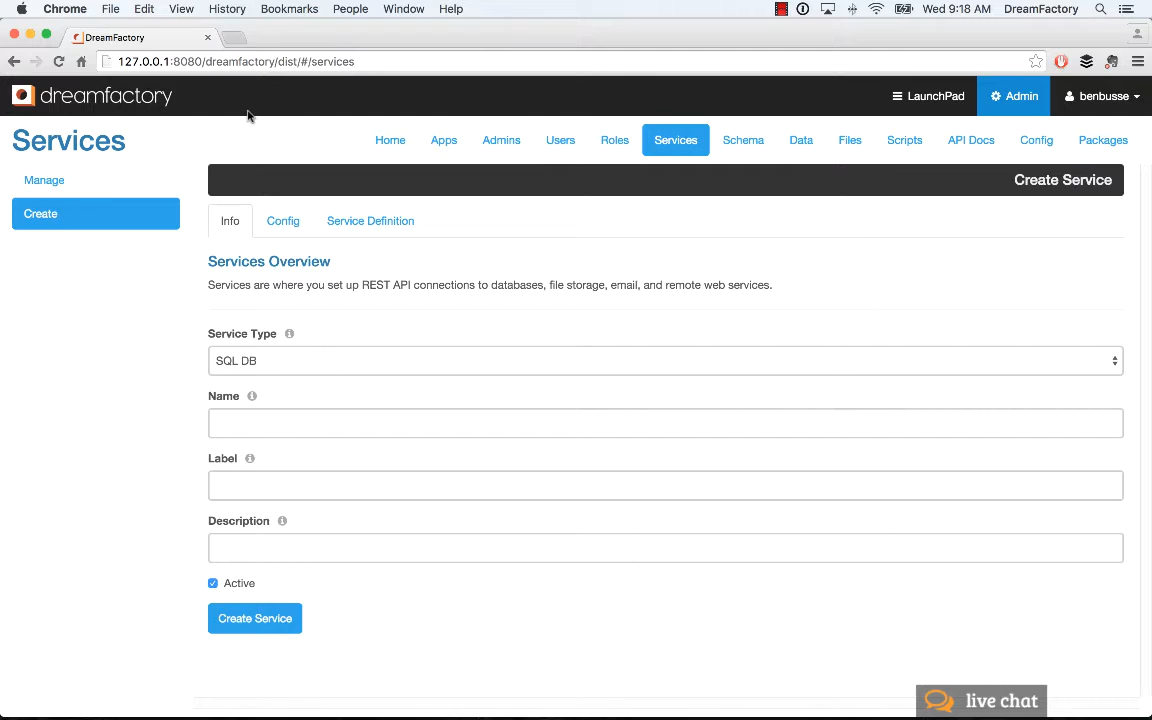 Chrome File Edit View History Bookmarks People Window Help Wed 9:18 AM DreamFactory
DreamFactory
127.0.0.1:8080/dreamfactory/dist/#/services
dreamfactory LaunchPad Admin benbusse
Services Home Apps Admins Users Roles Services Schema Data Files Scripts API Docs Config Packages
Manage
Create Service
Create
Info Config Service Definition
Services Overview
Services are where you set up REST API connections to databases, file storage, email, and remote web services.
Service Type
SQL DB
Name
Label
Description
Active
Create Service
live chat